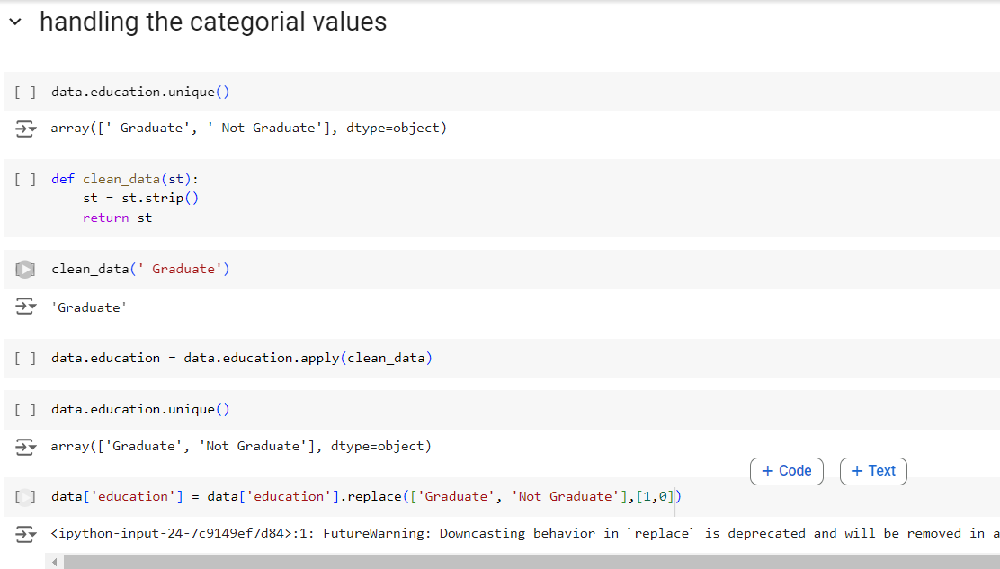 handling the categorial values
[ ] data.education.unique()
array([' Graduate', ' Not Graduate'], dtype=object)
[ ] def clean_data(st):
st = st.strip()
return st
clean_data(' Graduate')
'Graduate'
[ ] data.education = data.education.apply(clean_data)
[ ] data.education.unique()
array(['Graduate', 'Not Graduate'], dtype=object)
+ Code + Text
[ ] data['education'] = data['education'].replace(['Graduate', 'Not Graduate'],[1,0])
<ipython-input-24-7c9149ef7d84>:1: FutureWarning: Downcasting behavior in `replace` is deprecated and will be removed in a